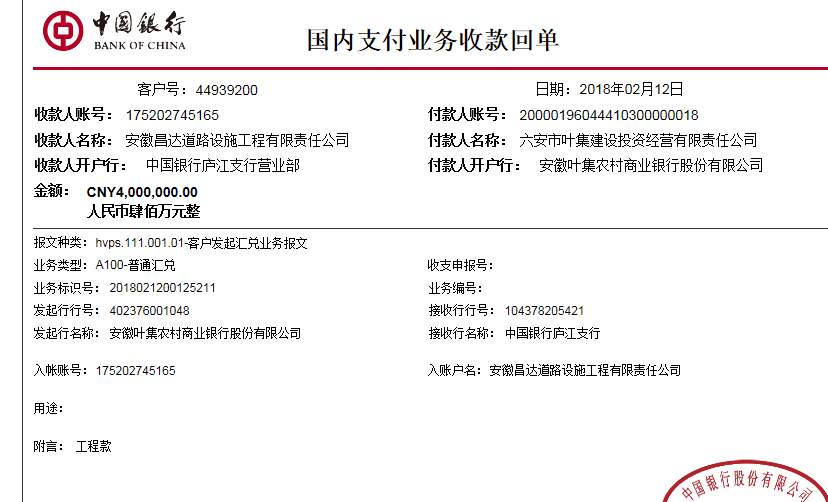 中國銀行
BANK OF CHINA
国内支付业务收款回单
客户号：44939200 日期：2018年02月12日
收款人账号：175202745165 付款人账号：20000196044410300000018
收款人名称：安徽昌达道路设施工程有限责任公司 付款人名称：六安市叶集建设投资经营有限责任公司
收款人开户行：中国银行庐江支行营业部 付款人开户行：安徽叶集农村商业银行股份有限公司
金额：CNY4,000,000.00
人民币肆佰万元整
报文种类：hvps.111.001.01-客户发起汇兑业务报文
业务类型：A100-普通汇兑 收支申报号：
业务标识号：2018021200125211 业务编号：
发起行行号：402376001048 接收行行号：104378205421
发起行名称：安徽叶集农村商业银行股份有限公司 接收行名称：中国银行庐江支行
入帐账号：175202745165 入账户名：安徽昌达道路设施工程有限责任公司
用途：
附言：工程款
中国银行股份有限公司